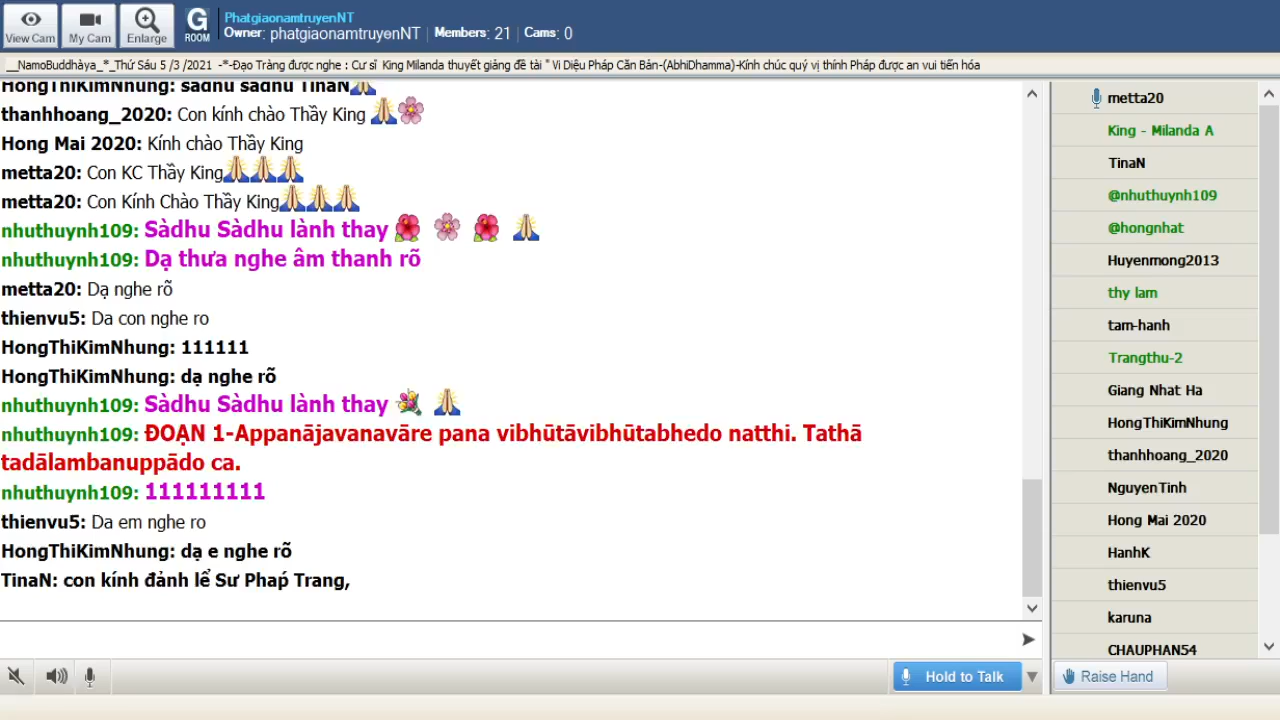 View Cam
My Cam
Enlarge
G
ROOM
PhatgiaonamtruyenNT
Owner: phatgiaonamtruyenNT | Members: 21 | Cams: 0
__NamoBuddhàya_*_Thứ Sáu 5 /3 /2021 -*-Đạo Tràng được nghe : Cư sĩ King Milanda thuyết giảng đề tài " Vi Diệu Pháp Căn Bản-(AbhiDhamma)-Kính chúc quý vị thính Pháp được an vui tiến hóa
HongThiKimNhung: sadhu sadhu TinaN
thanhhoang_2020: Con kính chào Thầy King
Hong Mai 2020: Kính chào Thầy King
metta20: Con KC Thầy King
metta20: Con Kính Chào Thầy King
nhuthuynh109: Sàdhu Sàdhu lành thay
nhuthuynh109: Dạ thưa nghe âm thanh rõ
metta20: Dạ nghe rõ
thienvu5: Da con nghe ro
HongThiKimNhung: 111111
HongThiKimNhung: dạ nghe rõ
nhuthuynh109: Sàdhu Sàdhu lành thay
nhuthuynh109: ĐOẠN 1-Appanājavanavāre pana vibhūtāvibhūtabhedo natthi. Tathā
tadālambanuppādo ca.
nhuthuynh109: 111111111
thienvu5: Da em nghe ro
HongThiKimNhung: dạ e nghe rõ
TinaN: con kính đảnh lể Sư Phaṕ Trang,
metta20
King - Milanda A
TinaN
@nhuthuynh109
@hongnhat
Huyenmong2013
thy lam
tam-hanh
Trangthu-2
Giang Nhat Ha
HongThiKimNhung
thanhhoang_2020
NguyenTinh
Hong Mai 2020
HanhK
thienvu5
karuna
CHAUPHAN54
Hold to Talk
Raise Hand